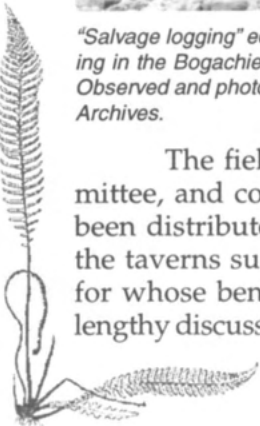 "Salvage logging"
ing in the Bogachie
Observed and photo
Archives.
The fiel
mittee, and co
been distribute
the taverns su
for whose ben
lengthy discuss